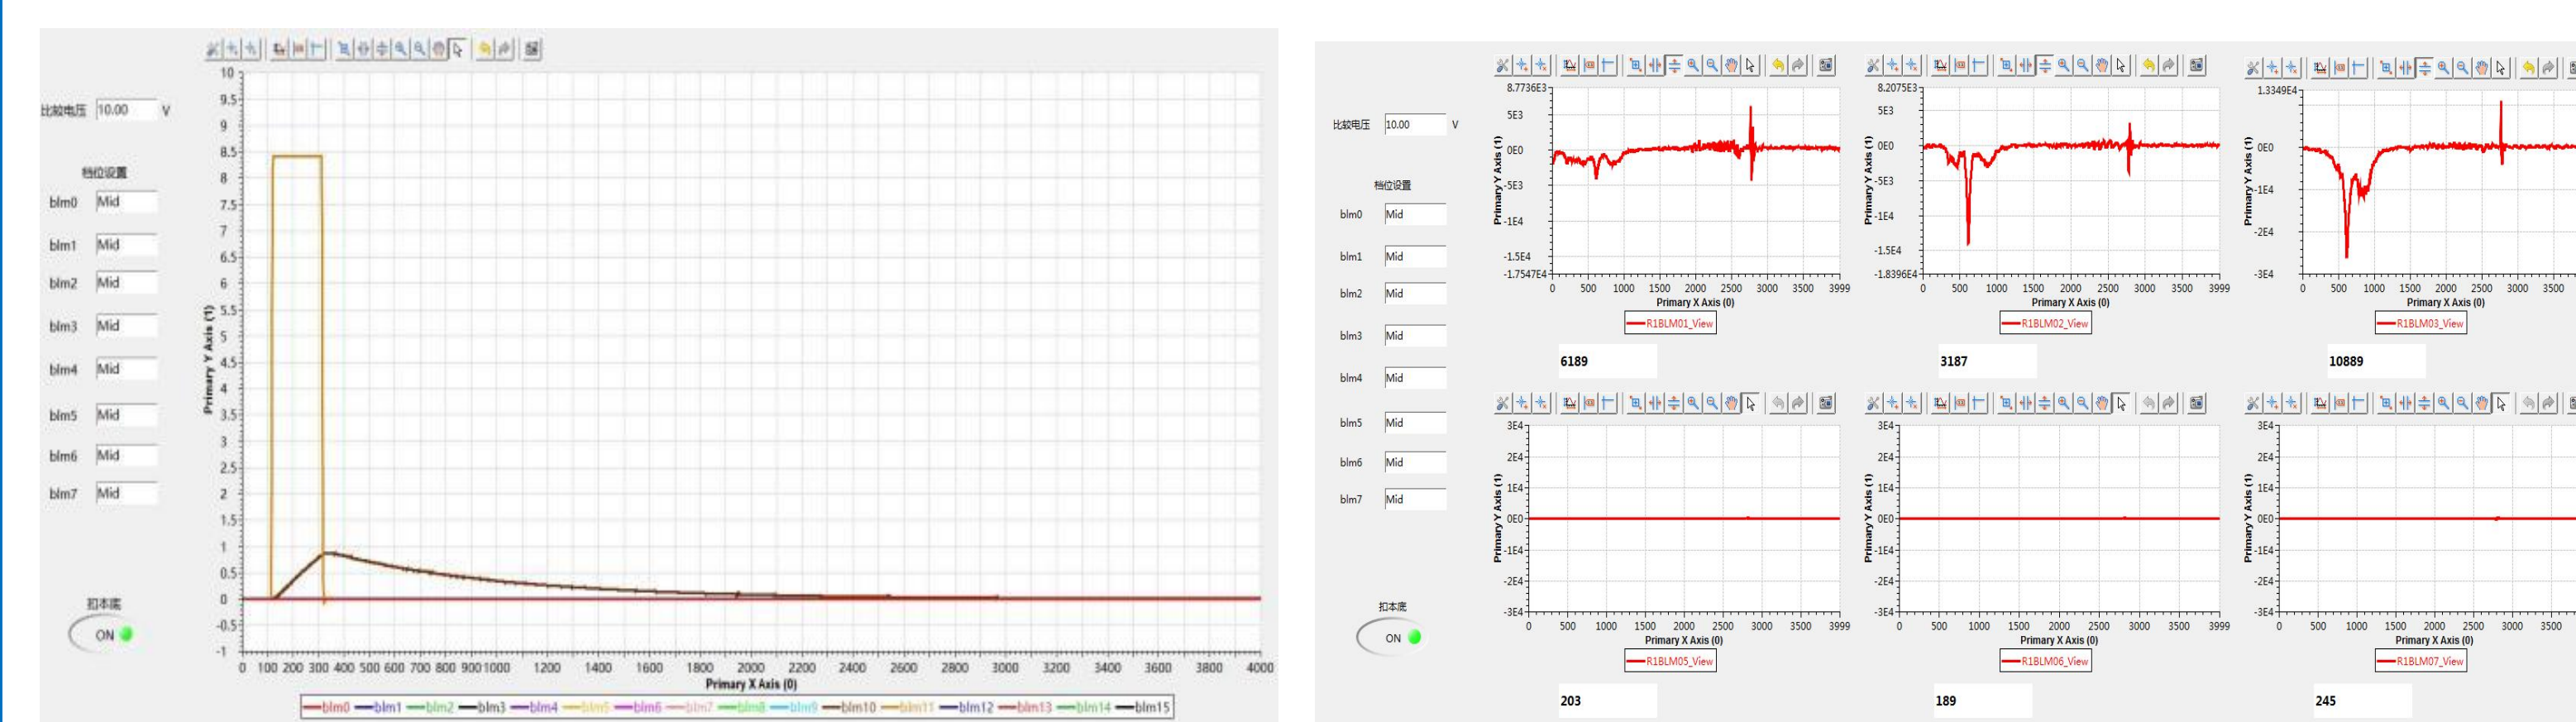 比较电压 10.00 V
档位设置
blm0 Mid
blm1 Mid
blm2 Mid
blm3 Mid
blm4 Mid
blm5 Mid
blm6 Mid
blm7 Mid
扣本底
ON
Primary Y Axis (1)
10
9.5
9
8.5
8
7.5
7
6.5
6
5.5
5
4.5
4
3.5
3
2.5
2
1.5
1
0.5
0
-0.5
-1
0 100 200 300 400 500 600 700 800 900 1000 1200 1400 1600 1800 2000 2200 2400 2600 2800 3000 3200 3400 3600 3800 4000
Primary X Axis (0)
blm0 blm1 blm2 blm3 blm4 blm5 blm6 blm7 blm8 blm9 blm10 blm11 blm12 blm13 blm14 blm15
比较电压 10.00 V
档位设置
blm0 Mid
blm1 Mid
blm2 Mid
blm3 Mid
blm4 Mid
blm5 Mid
blm6 Mid
blm7 Mid
扣本底
ON
Primary Y Axis (1)
8.7736E3
5E3
0E0
-5E3
-1E4
-1.5E4
-1.7547E4
0 500 1000 1500 2000 2500 3000 3500 3999
Primary X Axis (0)
R1BLM01_View
6189
Primary Y Axis (1)
8.2075E3
5E3
0E0
-5E3
-1E4
-1.5E4
-1.8396E4
0 500 1000 1500 2000 2500 3000 3500 3999
Primary X Axis (0)
R1BLM02_View
3187
Primary Y Axis (1)
1.3349E4
0E0
-1E4
-2E4
-3E4
0 500 1000 1500 2000 2500 3000 3500
Primary X Axis (0)
R1BLM03_View
10889
Primary Y Axis (1)
3E4
2E4
1E4
0E0
-1E4
-2E4
-3E4
0 500 1000 1500 2000 2500 3000 3500 3999
Primary X Axis (0)
R1BLM05_View
203
Primary Y Axis (1)
3E4
2E4
1E4
0E0
-1E4
-2E4
-3E4
0 500 1000 1500 2000 2500 3000 3500 3999
Primary X Axis (0)
R1BLM06_View
189
Primary Y Axis (1)
3E4
2E4
1E4
0E0
-1E4
-2E4
-3E4
0 500 1000 1500 2000 2500 3000 3500
Primary X Axis (0)
R1BLM07_View
245